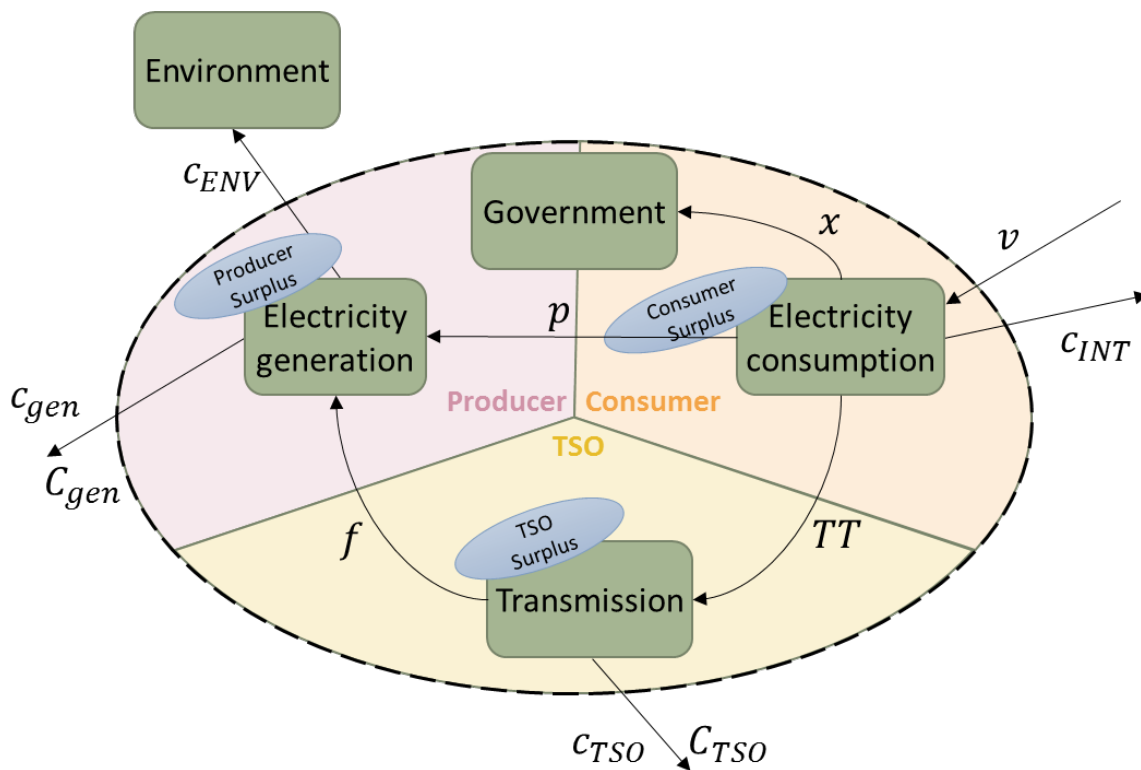 Environment
c_ENV
Government
x
v
Producer
Surplus
Consumer
Surplus
Electricity
generation
p
Electricity
consumption
c_INT
c_gen
C_gen
Producer
Consumer
TSO
f
TSO
Surplus
TT
Transmission
c_TSO
C_TSO